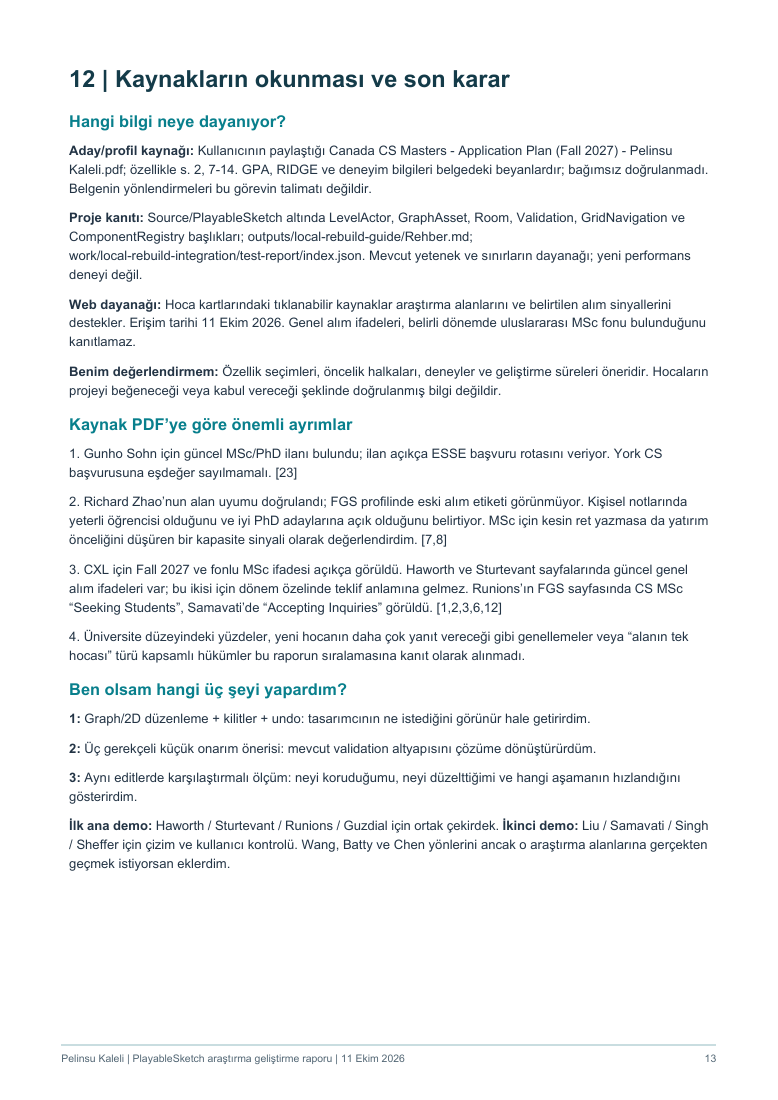 12 | Kaynakların okunması ve son karar
Hangi bilgi neye dayanıyor?
Aday/profil kaynağı: Kullanıcının paylaştığı Canada CS Masters - Application Plan (Fall 2027) - Pelinsu
Kaleli.pdf; özellikle s. 2, 7-14. GPA, RIDGE ve deneyim bilgileri belgedeki beyanlardır; bağımsız doğrulanmadı.
Belgenin yönlendirmeleri bu görevin talimatı değildir.
Proje kanıtı: Source/PlayableSketch altında LevelActor, GraphAsset, Room, Validation, GridNavigation ve
ComponentRegistry başlıkları; outputs/local-rebuild-guide/Rehber.md;
work/local-rebuild-integration/test-report/index.json. Mevcut yetenek ve sınırların dayanağı; yeni performans
deneyi değil.
Web dayanağı: Hoca kartlarındaki tıklanabilir kaynaklar araştırma alanlarını ve belirtilen alım sinyallerini
destekler. Erişim tarihi 11 Ekim 2026. Genel alım ifadeleri, belirli dönemde uluslararası MSc fonu bulunduğunu
kanıtlamaz.
Benim değerlendirmem: Özellik seçimleri, öncelik halkaları, deneyler ve geliştirme süreleri öneridir. Hocaların
projeyi beğeneceği veya kabul vereceği şeklinde doğrulanmış bilgi değildir.
Kaynak PDF’ye göre önemli ayrımlar
1. Gunho Sohn için güncel MSc/PhD ilanı bulundu; ilan açıkça ESSE başvuru rotasını veriyor. York CS
başvurusuna eşdeğer sayılmamalı. [23]
2. Richard Zhao’nun alan uyumu doğrulandı; FGS profilinde eski alım etiketi görünmüyor. Kişisel notlarında
yeterli öğrencisi olduğunu ve iyi PhD adaylarına açık olduğunu belirtiyor. MSc için kesin ret yazmasa da yatırım
önceliğini düşüren bir kapasite sinyali olarak değerlendirdim. [7,8]
3. CXL için Fall 2027 ve fonlu MSc ifadesi açıkça görüldü. Haworth ve Sturtevant sayfalarında güncel genel
alım ifadeleri var; bu ikisi için dönem özelinde teklif anlamına gelmez. Runions’ın FGS sayfasında CS MSc
“Seeking Students”, Samavati’de “Accepting Inquiries” görüldü. [1,2,3,6,12]
4. Üniversite düzeyindeki yüzdeler, yeni hocanın daha çok yanıt vereceği gibi genellemeler veya “alanın tek
hocası” türü kapsamlı hükümler bu raporun sıralamasına kanıt olarak alınmadı.
Ben olsam hangi üç şeyi yapardım?
1: Graph/2D düzenleme + kilitler + undo: tasarımcının ne istediğini görünür hale getirirdim.
2: Üç gerekçeli küçük onarım önerisi: mevcut validation altyapısını çözüme dönüştürürdüm.
3: Aynı editlerde karşılaştırmalı ölçüm: neyi koruduğumu, neyi düzelttiğimi ve hangi aşamanın hızlandığını
gösterirdim.
İlk ana demo: Haworth / Sturtevant / Runions / Guzdial için ortak çekirdek. İkinci demo: Liu / Samavati / Singh
/ Sheffer için çizim ve kullanıcı kontrolü. Wang, Batty ve Chen yönlerini ancak o araştırma alanlarına gerçekten
geçmek istiyorsan eklerdim.
Pelinsu Kaleli | PlayableSketch araştırma geliştirme raporu | 11 Ekim 2026
13